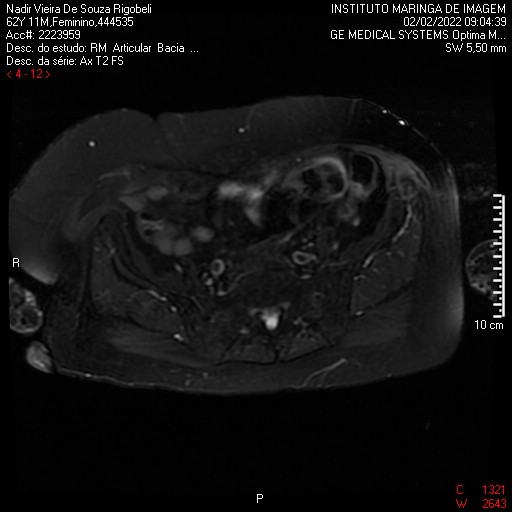 Nadir Vieira De Souza Rigobeli
62Y 11M,Feminino,444535
Acc#: 2223959
Desc. do estudo: RM Articular Bacia ...
Desc. da série: Ax T2 FS
< 4 - 12 >
INSTITUTO MARINGA DE IMAGEM
02/02/2022 09:04:39
GE MEDICAL SYSTEMS Optima M...
SW 5,50 mm
R
10 cm
P
C 1321
W 2643